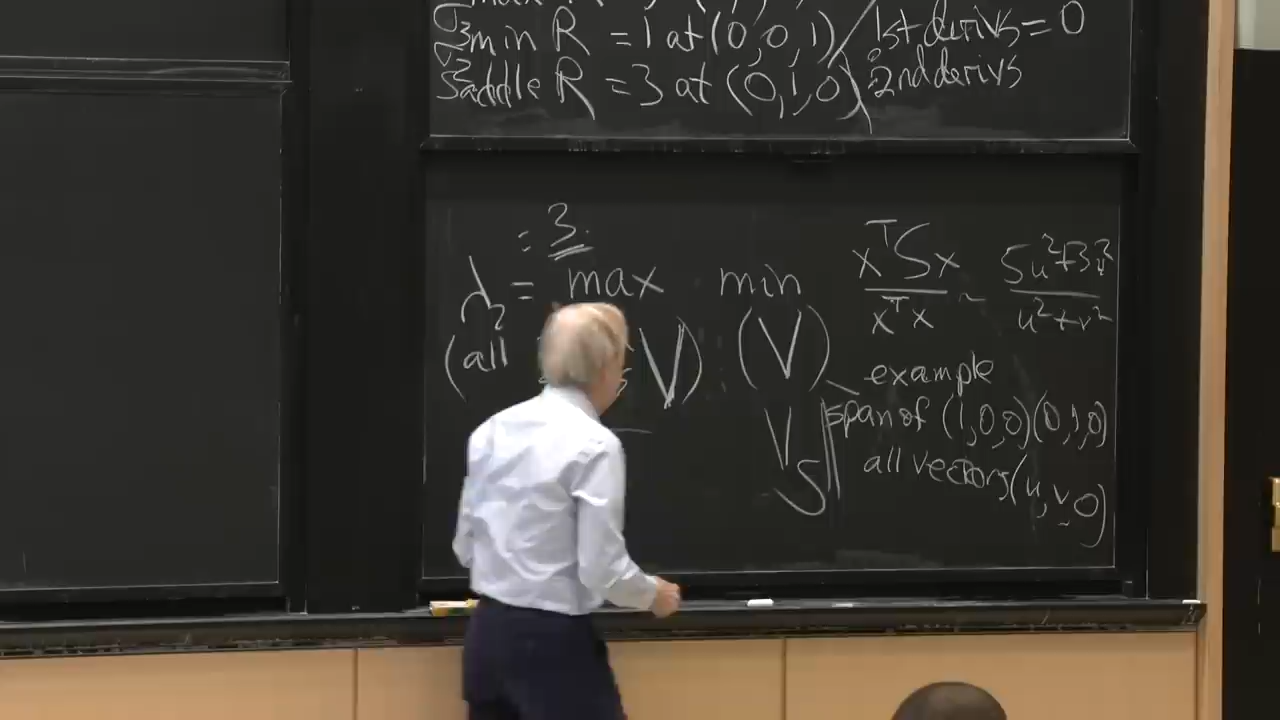 max R
min R = 1 at (0,0,1) / 1st derivs = 0
Saddle R = 3 at (0,1,0) 2nd derivs
= 3
λ = max min xᵀSx / xᵀx = 5u²+3v² / u²+v²
(all V) (V)
example
V span of (1,0,0)(0,1,0)
S all vectors (u,v,0)